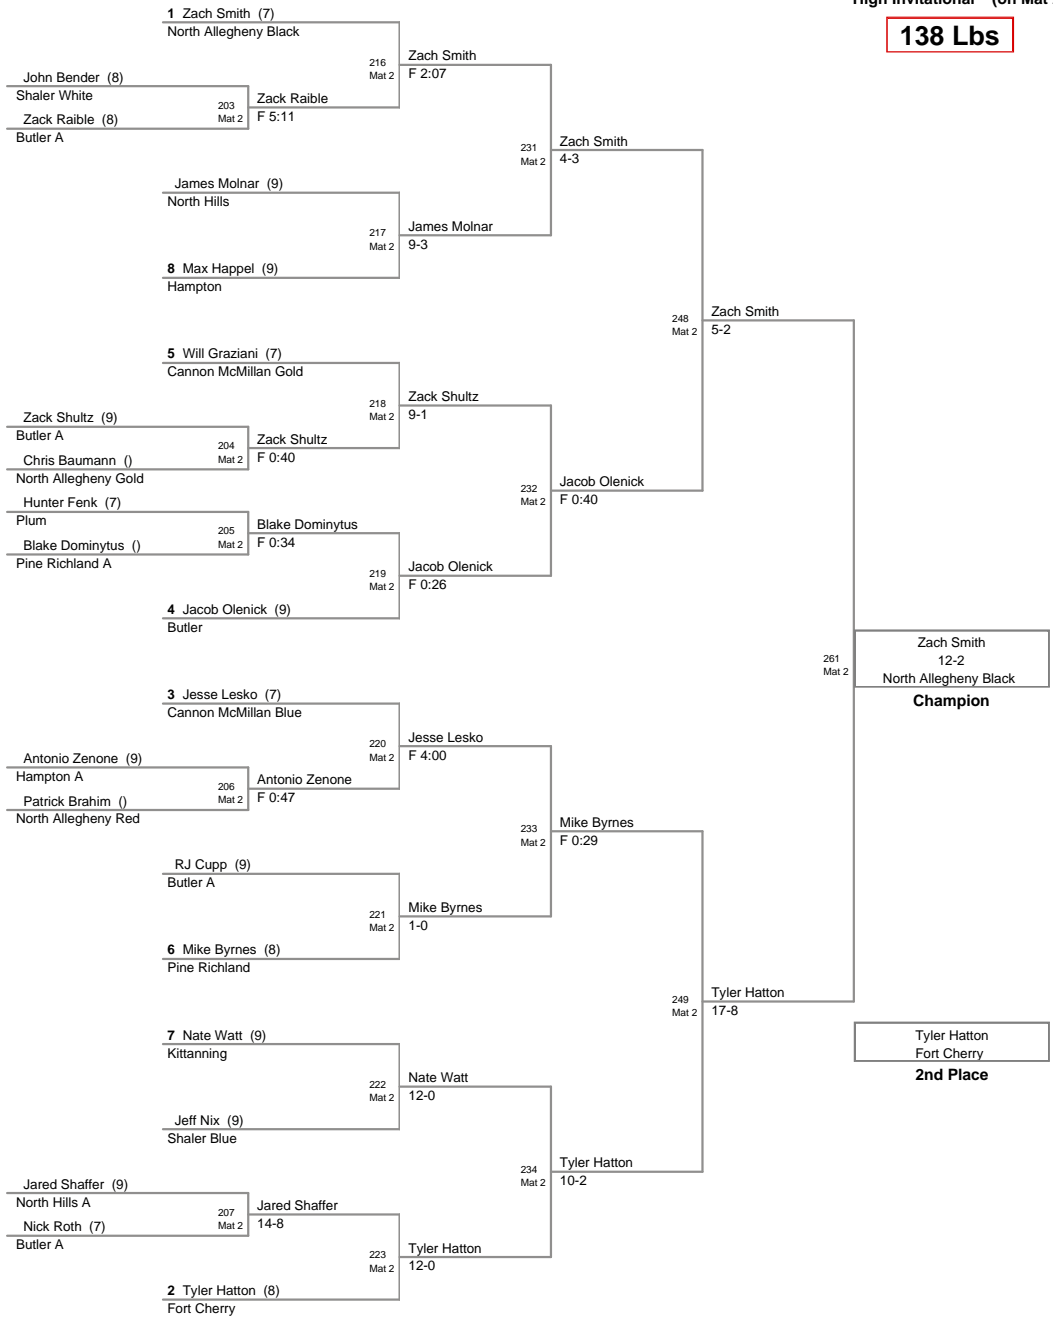 High Invitational (on Mat
138 Lbs
1 Zach Smith (7)
North Allegheny Black
216
Mat 2
Zach Smith
F 2:07
John Bender (8)
Shaler White
203
Mat 2
Zack Raible
F 5:11
Zack Raible (8)
Butler A
231
Mat 2
Zach Smith
4-3
James Molnar (9)
North Hills
217
Mat 2
James Molnar
9-3
8 Max Happel (9)
Hampton
248
Mat 2
Zach Smith
5-2
5 Will Graziani (7)
Cannon McMillan Gold
218
Mat 2
Zack Shultz
9-1
Zack Shultz (9)
Butler A
204
Mat 2
Zack Shultz
F 0:40
Chris Baumann ()
North Allegheny Gold
232
Mat 2
Jacob Olenick
F 0:40
Hunter Fenk (7)
Plum
205
Mat 2
Blake Dominytus
F 0:34
Blake Dominytus ()
Pine Richland A
219
Mat 2
Jacob Olenick
F 0:26
4 Jacob Olenick (9)
Butler
261
Mat 2
Zach Smith
12-2
North Allegheny Black
Champion
3 Jesse Lesko (7)
Cannon McMillan Blue
220
Mat 2
Jesse Lesko
F 4:00
Antonio Zenone (9)
Hampton A
206
Mat 2
Antonio Zenone
F 0:47
Patrick Brahim ()
North Allegheny Red
233
Mat 2
Mike Byrnes
F 0:29
RJ Cupp (9)
Butler A
221
Mat 2
Mike Byrnes
1-0
6 Mike Byrnes (8)
Pine Richland
249
Mat 2
Tyler Hatton
17-8
7 Nate Watt (9)
Kittanning
222
Mat 2
Nate Watt
12-0
Jeff Nix (9)
Shaler Blue
Tyler Hatton
Fort Cherry
2nd Place
234
Mat 2
Tyler Hatton
10-2
Jared Shaffer (9)
North Hills A
207
Mat 2
Jared Shaffer
14-8
Nick Roth (7)
Butler A
223
Mat 2
Tyler Hatton
12-0
2 Tyler Hatton (8)
Fort Cherry